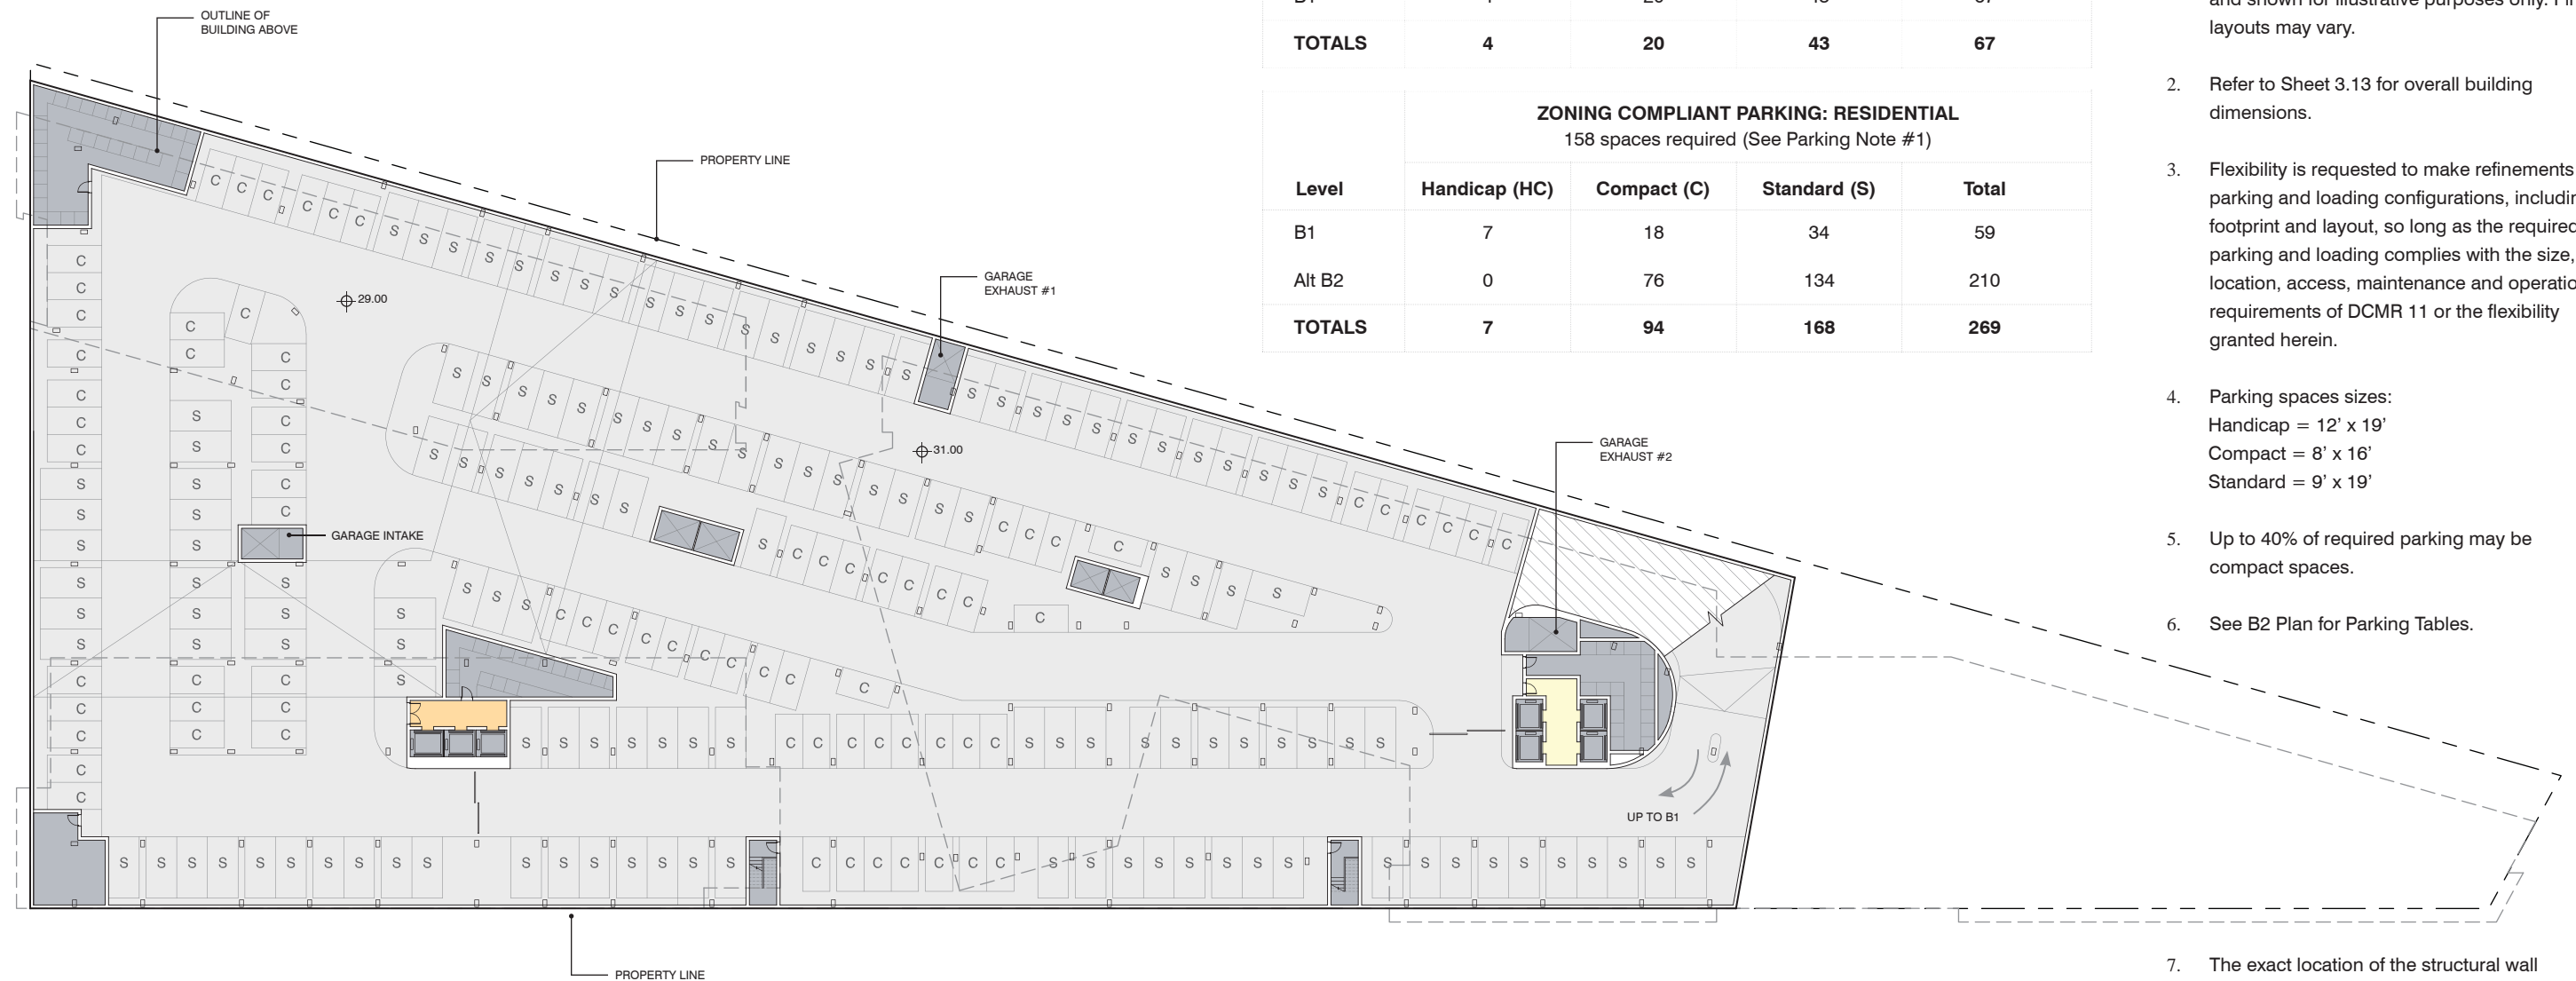 OUTLINE OF
BUILDING ABOVE
PROPERTY LINE
GARAGE
EXHAUST #1
29.00
31.00
GARAGE
EXHAUST #2
GARAGE INTAKE
UP TO B1
PROPERTY LINE
TOTALS 4 20 43 67
ZONING COMPLIANT PARKING: RESIDENTIAL
158 spaces required (See Parking Note #1)
Level Handicap (HC) Compact (C) Standard (S) Total
B1 7 18 34 59
Alt B2 0 76 134 210
TOTALS 7 94 168 269
and shown for illustrative purposes only.
layouts may vary.
2. Refer to Sheet 3.13 for overall building
dimensions.
3. Flexibility is requested to make refinements
parking and loading configurations,
footprint and layout, so long as the required
parking and loading complies with the size,
location, access, maintenance and
requirements of DCMR 11 or the flexibility
granted herein.
4. Parking spaces sizes:
Handicap = 12’ x 19’
Compact = 8’ x 16’
Standard = 9’ x 19’
5. Up to 40% of required parking may be
compact spaces.
6. See B2 Plan for Parking Tables.
7. The exact location of the structural wall